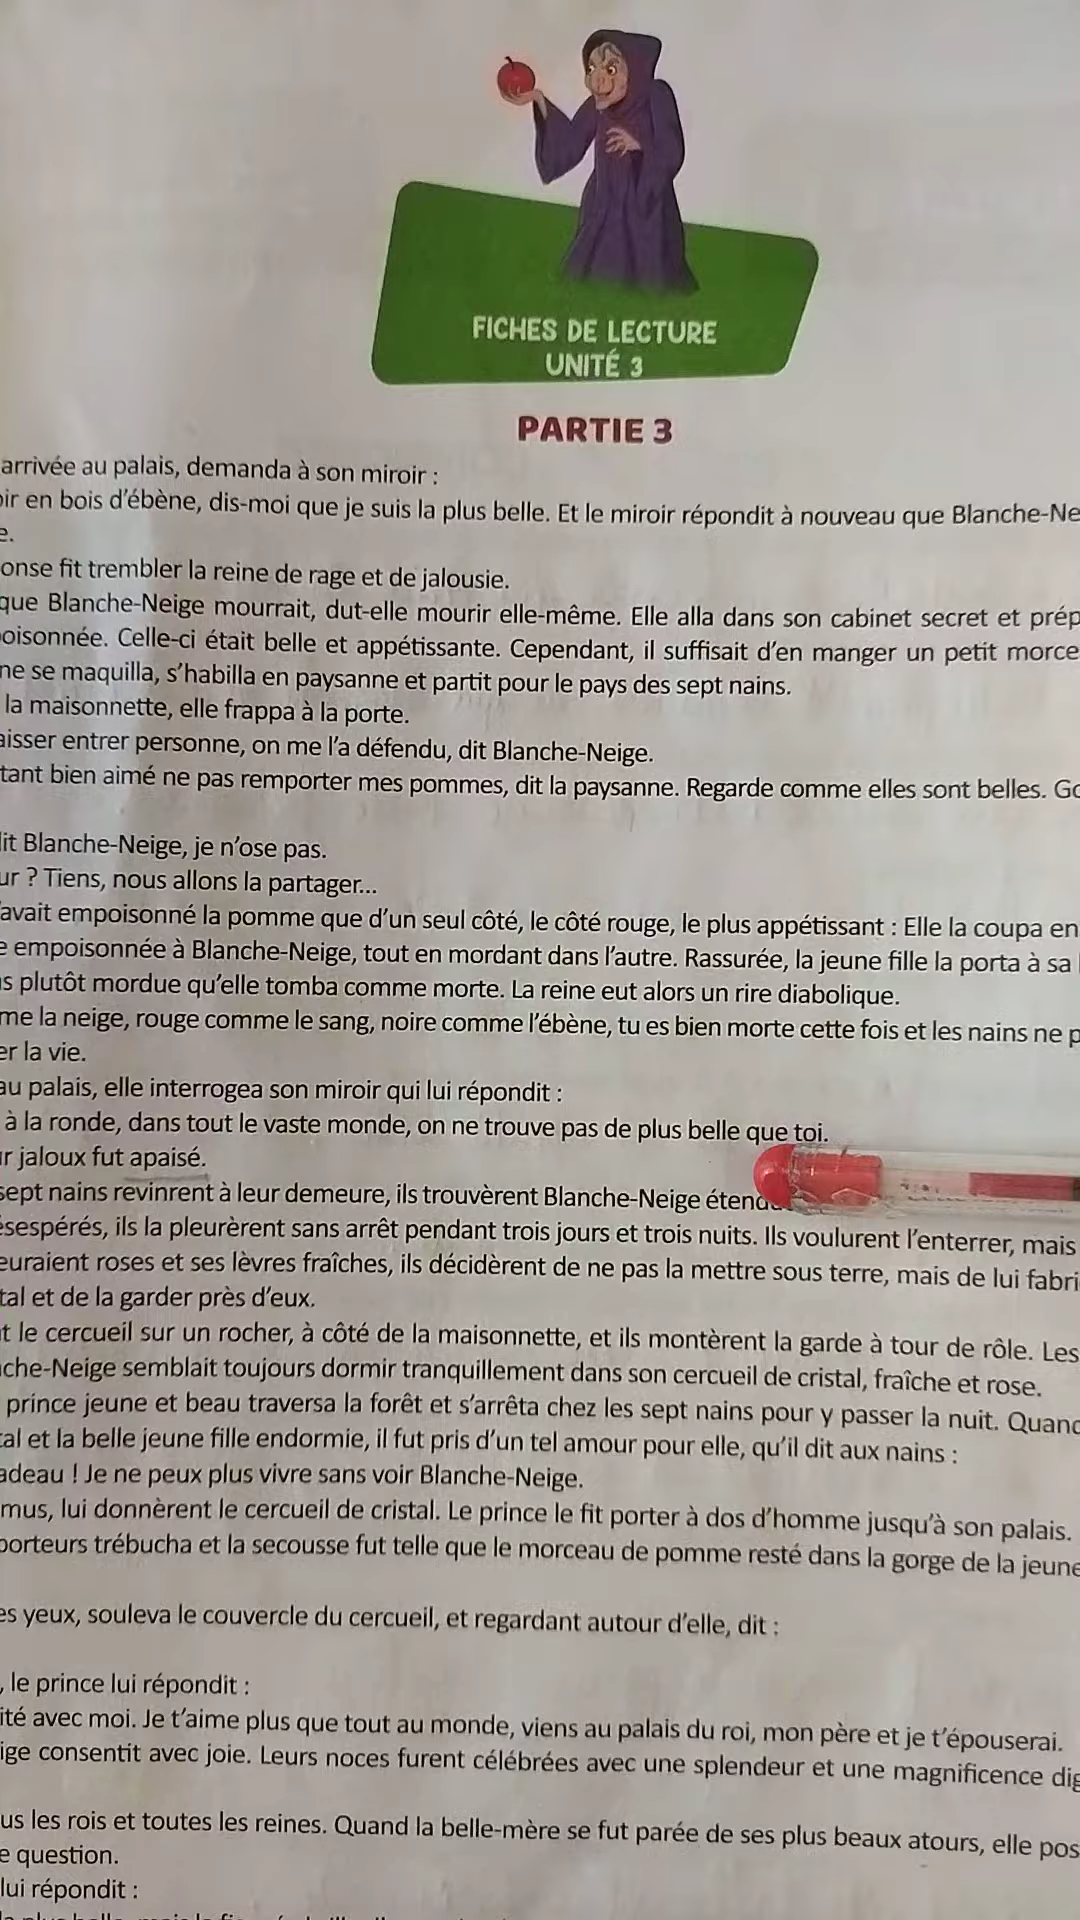 FICHES DE LECTURE
UNITÉ 3
PARTIE 3
arrivée au palais, demanda à son miroir :
en bois d'ébène, dis-moi que je suis la plus belle. Et le miroir répondit à nouveau que Blanche-Ne
fit trembler la reine de rage et de jalousie.
que Blanche-Neige mourrait, dut-elle mourir elle-même. Elle alla dans son cabinet secret et prép
oisonnée. Celle-ci était belle et appétissante. Cependant, il suffisait d'en manger un petit morce
ne se maquilla, s'habilla en paysanne et partit pour le pays des sept nains.
la maisonnette, elle frappa à la porte.
aisser entrer personne, on me l'a défendu, dit Blanche-Neige.
tant bien aimé ne pas remporter mes pommes, dit la paysanne. Regarde comme elles sont belles. Go
it Blanche-Neige, je n'ose pas.
ur ? Tiens, nous allons la partager...
avait empoisonné la pomme que d'un seul côté, le côté rouge, le plus appétissant : Elle la coupa en
e empoisonnée à Blanche-Neige, tout en mordant dans l'autre. Rassurée, la jeune fille la porta à sa
s plutôt mordue qu'elle tomba comme morte. La reine eut alors un rire diabolique.
me la neige, rouge comme le sang, noire comme l'ébène, tu es bien morte cette fois et les nains ne p
er la vie.
au palais, elle interrogea son miroir qui lui répondit :
à la ronde, dans tout le vaste monde, on ne trouve pas de plus belle que toi.
r jaloux fut apaisé.
sept nains revinrent à leur demeure, ils trouvèrent Blanche-Neige étend
sespérés, ils la pleurèrent sans arrêt pendant trois jours et trois nuits. Ils voulurent l'enterrer, mais
euraient roses et ses lèvres fraîches, ils décidèrent de ne pas la mettre sous terre, mais de lui fabri
tal et de la garder près d'eux.
t le cercueil sur un rocher, à côté de la maisonnette, et ils montèrent la garde à tour de rôle. Les
che-Neige semblait toujours dormir tranquillement dans son cercueil de cristal, fraîche et rose.
prince jeune et beau traversa la forêt et s'arrêta chez les sept nains pour y passer la nuit. Quand
tal et la belle jeune fille endormie, il fut pris d'un tel amour pour elle, qu'il dit aux nains :
adeau ! Je ne peux plus vivre sans voir Blanche-Neige.
mus, lui donnèrent le cercueil de cristal. Le prince le fit porter à dos d'homme jusqu'à son palais.
porteurs trébucha et la secousse fut telle que le morceau de pomme resté dans la gorge de la jeune
es yeux, souleva le couvercle du cercueil, et regardant autour d'elle, dit :
, le prince lui répondit :
ité avec moi. Je t'aime plus que tout au monde, viens au palais du roi, mon père et je t'épouserai.
ige consentit avec joie. Leurs noces furent célébrées avec une splendeur et une magnificence dig
us les rois et toutes les reines. Quand la belle-mère se fut parée de ses plus beaux atours, elle pos
e question.
lui répondit :